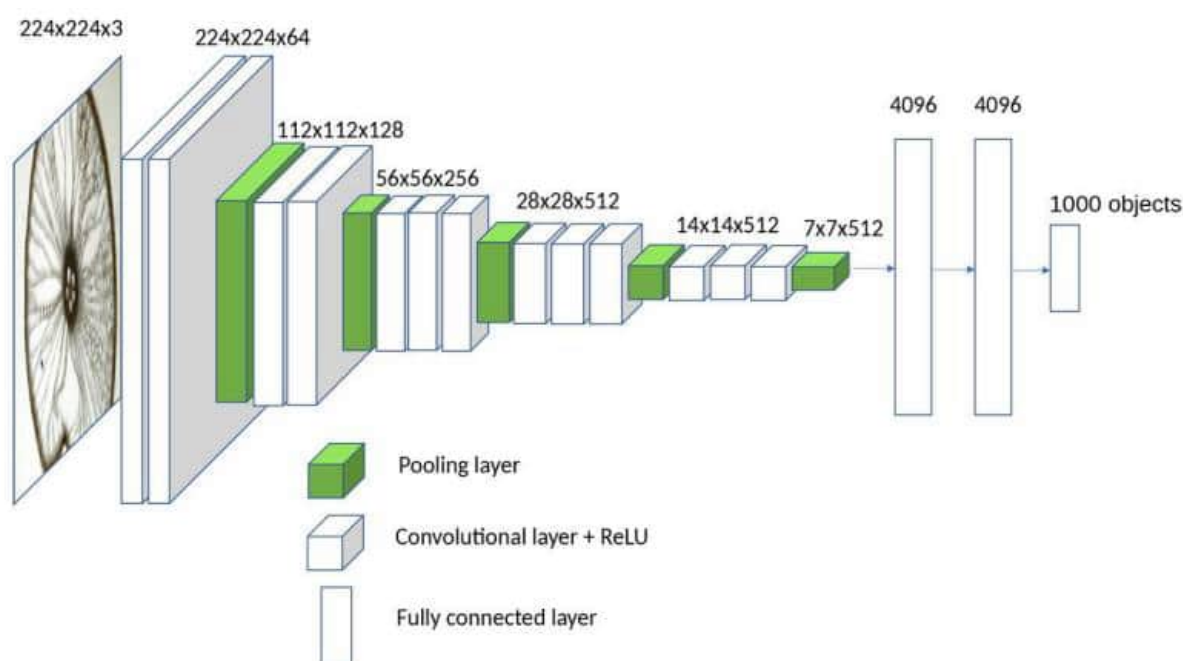 224x224x3
224x224x64
112x112x128
56x56x256
28x28x512
14x14x512
7x7x512
4096
4096
1000 objects
Pooling layer
Convolutional layer + ReLU
Fully connected layer